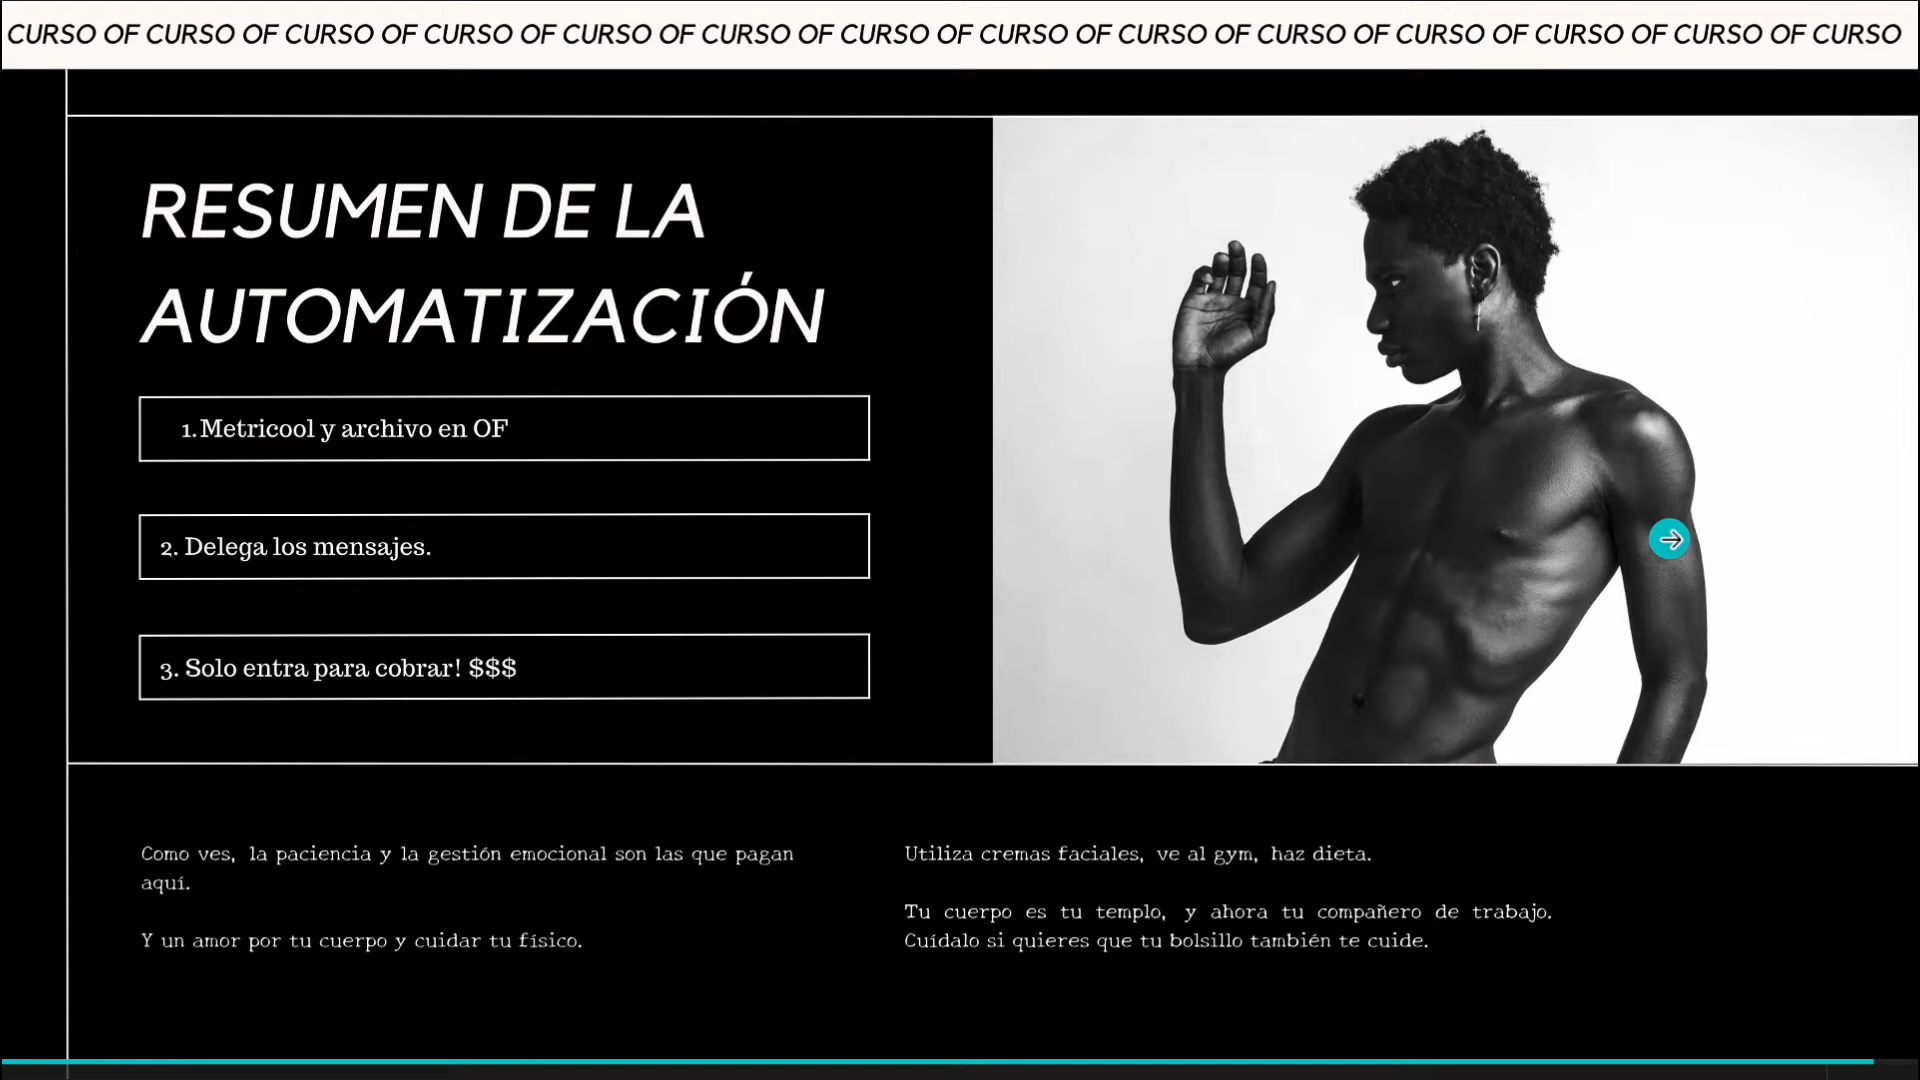 CURSO OF CURSO OF CURSO OF CURSO OF CURSO OF CURSO OF CURSO OF CURSO OF CURSO OF CURSO OF CURSO OF CURSO OF CURSO OF CURSO
RESUMEN DE LA
AUTOMATIZACIÓN
1.Metricool y archivo en OF
2. Delega los mensajes.
3. Solo entra para cobrar! $$$
Como ves, la paciencia y la gestión emocional son las que pagan
aquí.
Y un amor por tu cuerpo y cuidar tu físico.
Utiliza cremas faciales, ve al gym, haz dieta.
Tu cuerpo es tu templo, y ahora tu compañero de trabajo.
Cuídalo si quieres que tu bolsillo también te cuide.